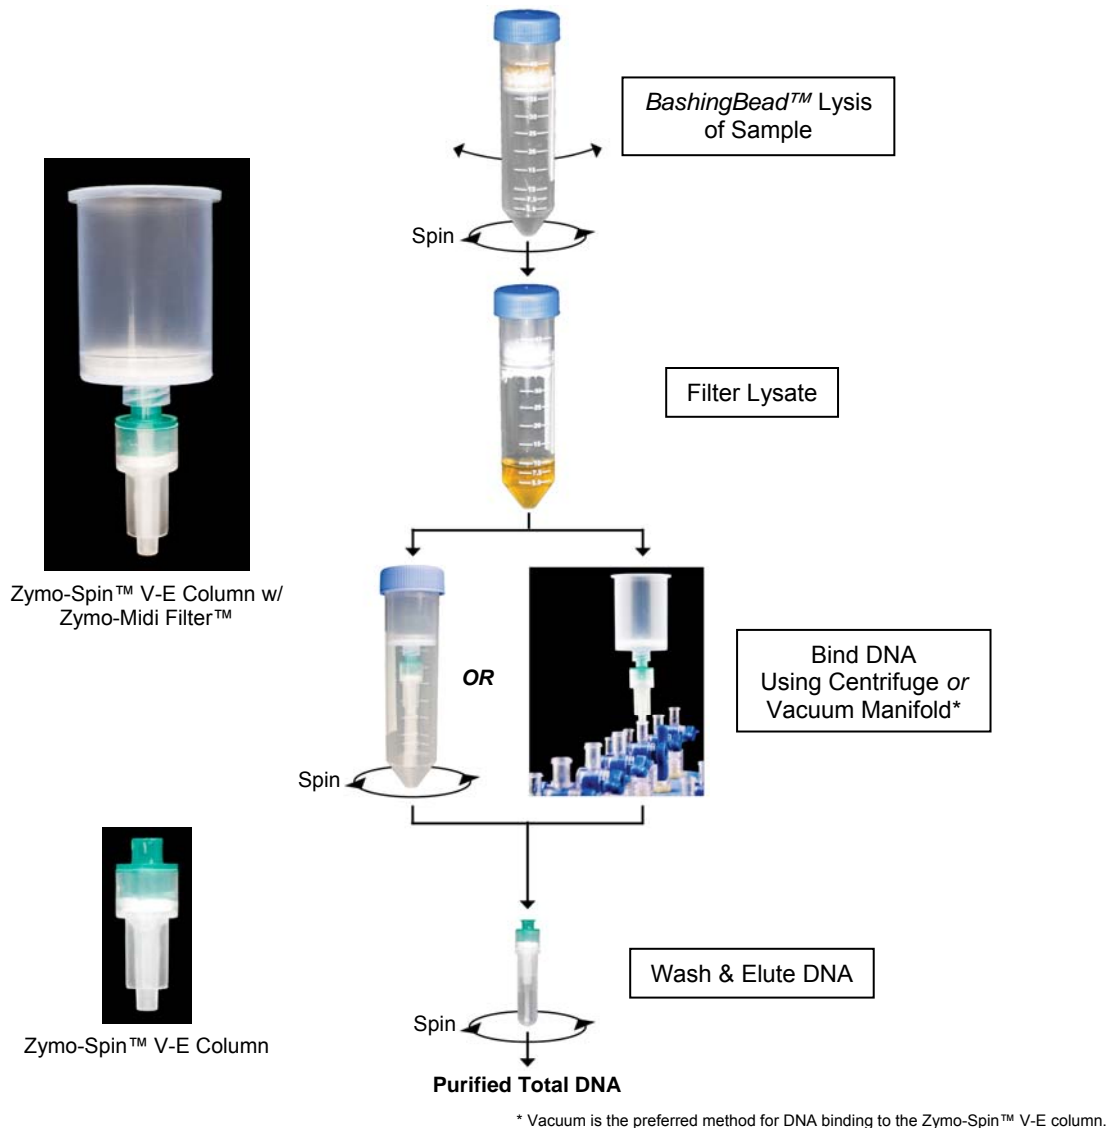 BashingBead™ Lysis
of Sample
Spin
Filter Lysate
Zymo-Spin™ V-E Column w/
Zymo-Midi Filter™
OR
Bind DNA
Using Centrifuge or
Vacuum Manifold*
Spin
Zymo-Spin™ V-E Column
Wash & Elute DNA
Spin
Purified Total DNA
* Vacuum is the preferred method for DNA binding to the Zymo-Spin™ V-E column.